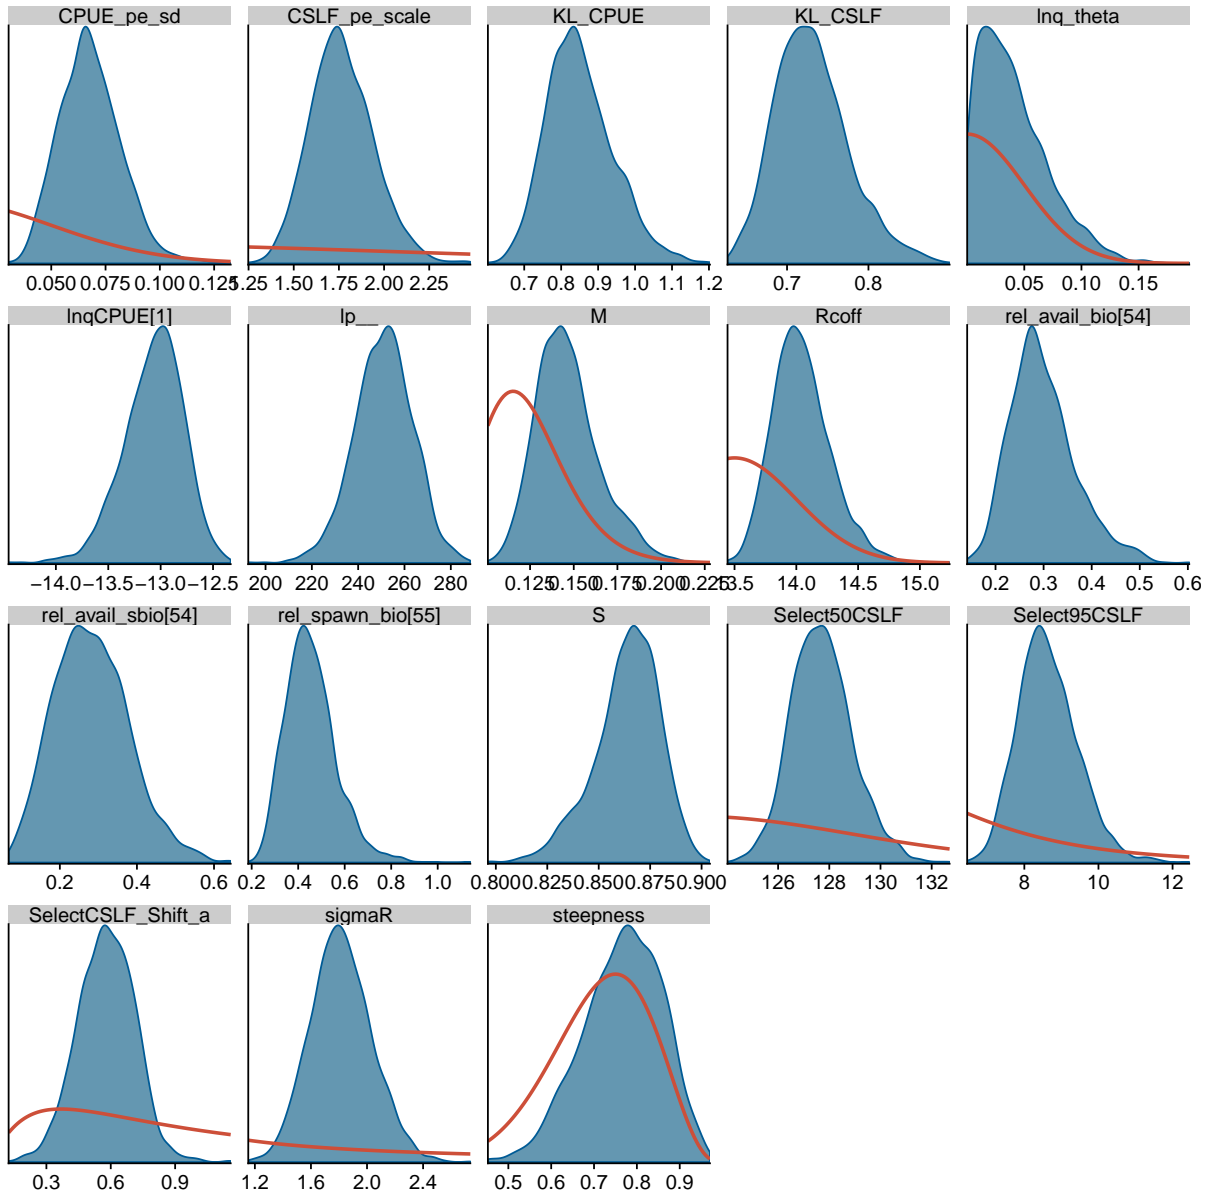 CPUE_pe_sd CSLF_pe_scale KL_CPUE KL_CSLF lnq_theta
0.050 0.075 0.100 0.125 1.25 1.50 1.75 2.00 2.25 0.7 0.8 0.9 1.0 1.1 1.2 0.7 0.8 0.05 0.10 0.15
lnqCPUE[1] lp__ M Rcoff rel_avail_bio[54]
−14.0 −13.5 −13.0 −12.5 200 220 240 260 280 0.125 0.150 0.175 0.200 0.225 13.5 14.0 14.5 15.0 0.2 0.3 0.4 0.5 0.6
rel_avail_sbio[54] rel_spawn_bio[55] S Select50CSLF Select95CSLF
0.2 0.4 0.6 0.2 0.4 0.6 0.8 1.0 0.800 0.825 0.850 0.875 0.900 126 128 130 132 8 10 12
SelectCSLF_Shift_a sigmaR steepness
0.3 0.6 0.9 1.2 1.6 2.0 2.4 0.5 0.6 0.7 0.8 0.9